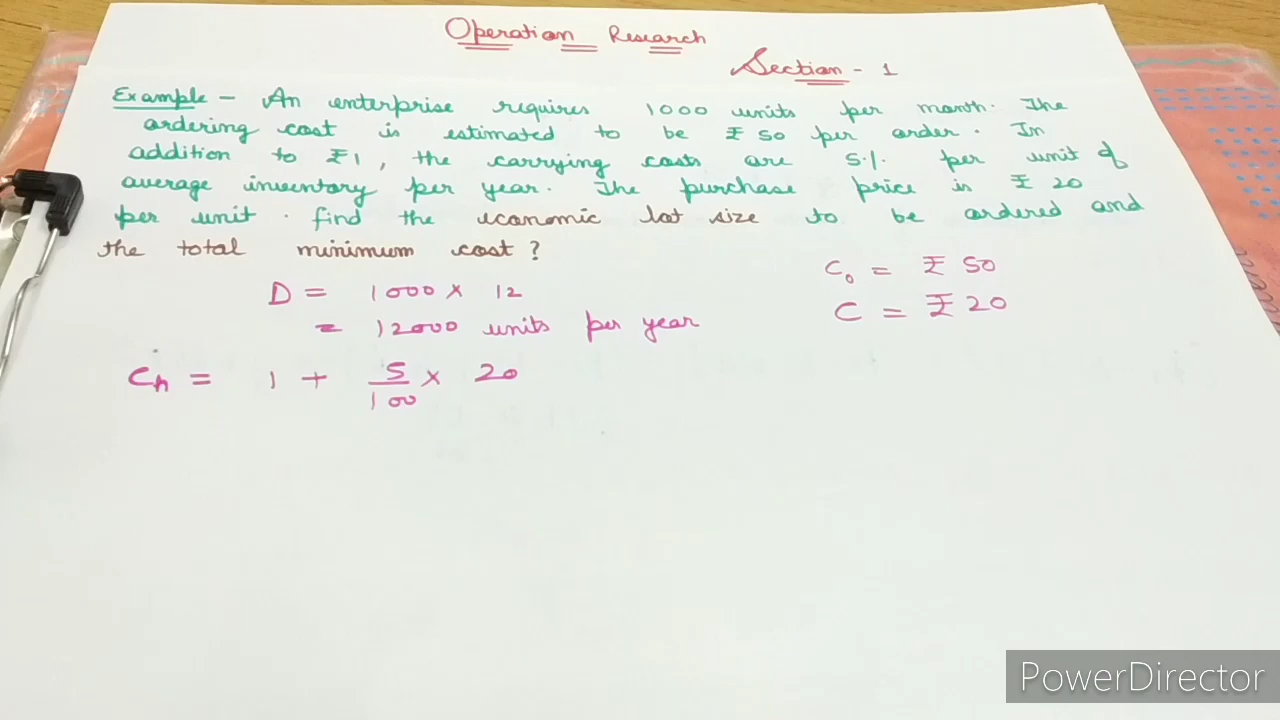 Operation Research
Section - 1
Example - An enterprise requires 1000 units per month. The
ordering cost is estimated to be ₹ 50 per order. In
addition to ₹1, the carrying costs are 5% per unit of
average inventory per year. The purchase price is ₹ 20
per unit. find the economic lot size to be ordered and
the total minimum cost?
D = 1000 × 12
= 12000 units per year
C₀ = ₹ 50
C = ₹ 20
Cₕ = 1 + 5/100 × 20
PowerDirector